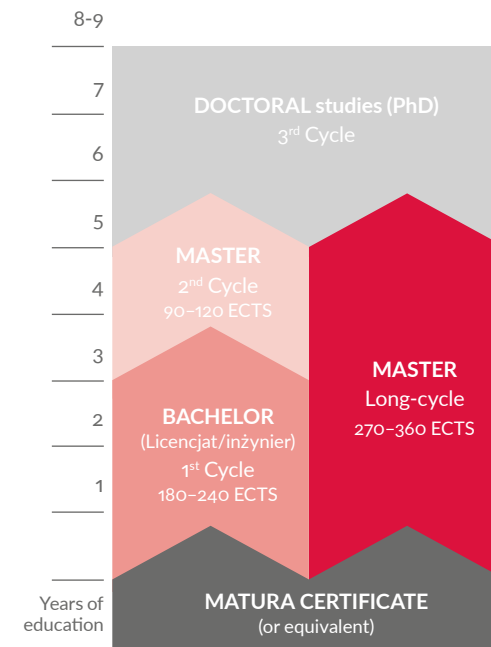 8-9
7
6
5
4
3
2
1
Years of
education
DOCTORAL studies (PhD)
3rd Cycle
MASTER
2nd Cycle
90–120 ECTS
BACHELOR
(Licencjat/inżynier)
1st Cycle
180–240 ECTS
MASTER
Long-cycle
270–360 ECTS
MATURA CERTIFICATE
(or equivalent)